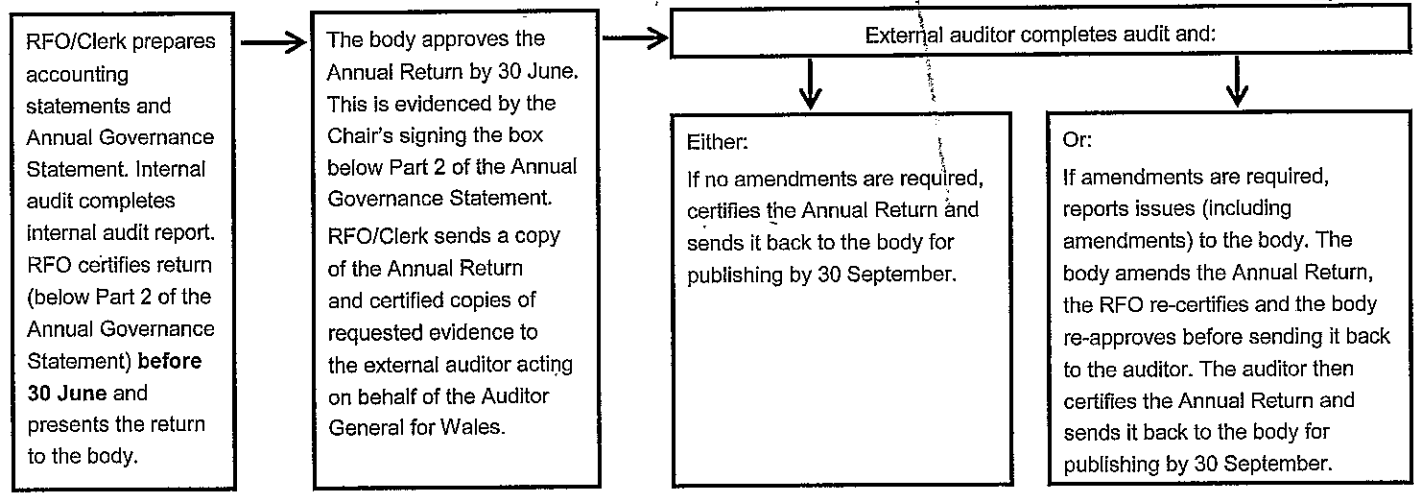 RFO/Clerk prepares
accounting
statements and
Annual Governance
Statement. Internal
audit completes
internal audit report.
RFO certifies return
(below Part 2 of the
Annual Governance
Statement) before
30 June and
presents the return
to the body.
The body approves the
Annual Return by 30 June.
This is evidenced by the
Chair's signing the box
below Part 2 of the Annual
Governance Statement.
RFO/Clerk sends a copy
of the Annual Return
and certified copies of
requested evidence to
the external auditor acting
on behalf of the Auditor
General for Wales.
External auditor completes audit and:
Either:
If no amendments are required,
certifies the Annual Return and
sends it back to the body for
publishing by 30 September.
Or:
If amendments are required,
reports issues (including
amendments) to the body. The
body amends the Annual Return,
the RFO re-certifies and the body
re-approves before sending it back
to the auditor. The auditor then
certifies the Annual Return and
sends it back to the body for
publishing by 30 September.